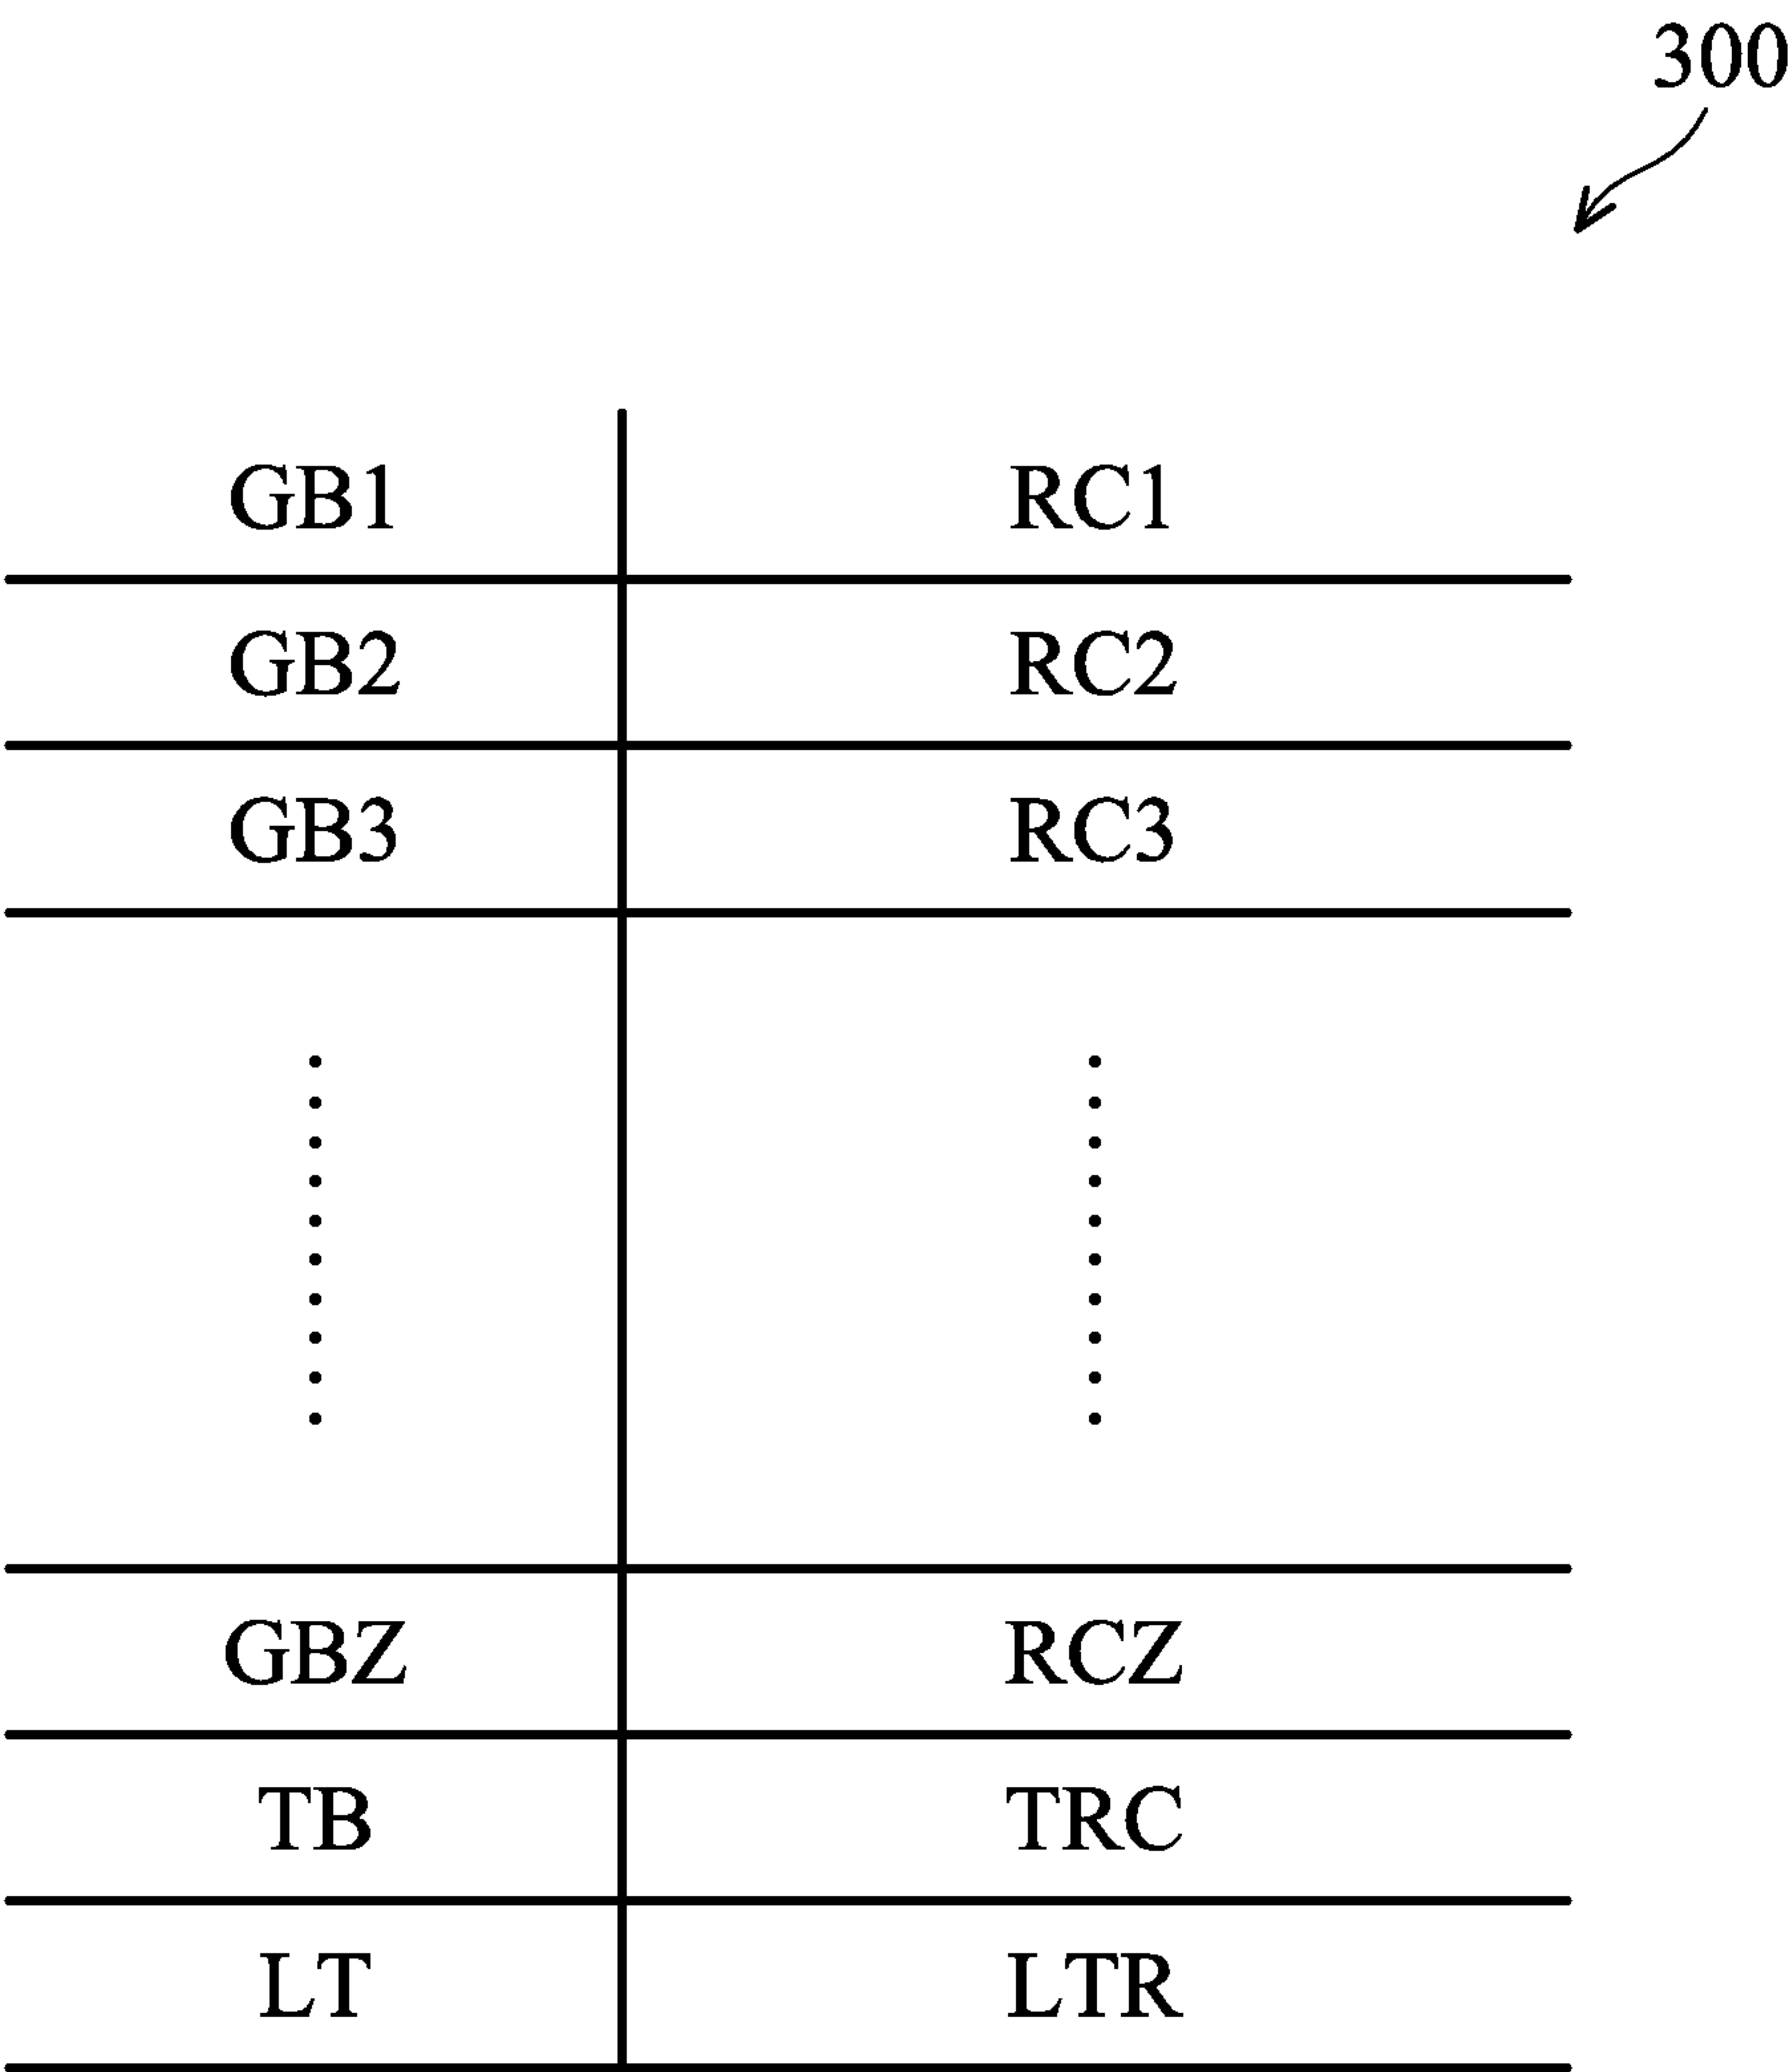 300
GB1 RC1
GB2 RC2
GB3 RC3
GBZ RCZ
TB TRC
LT LTR